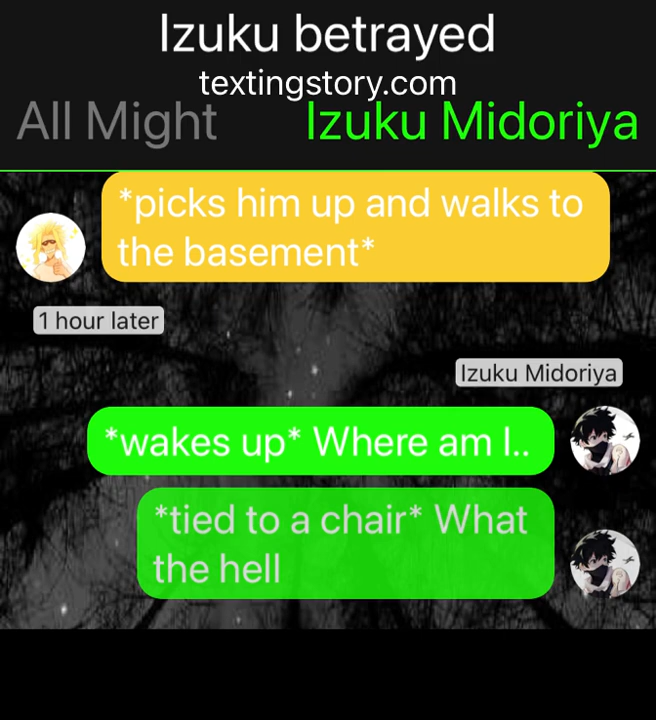 Izuku betrayed
textingstory.com
All Might Izuku Midoriya
*picks him up and walks to
the basement*
1 hour later
Izuku Midoriya
*wakes up* Where am I..
*tied to a chair* What
the hell